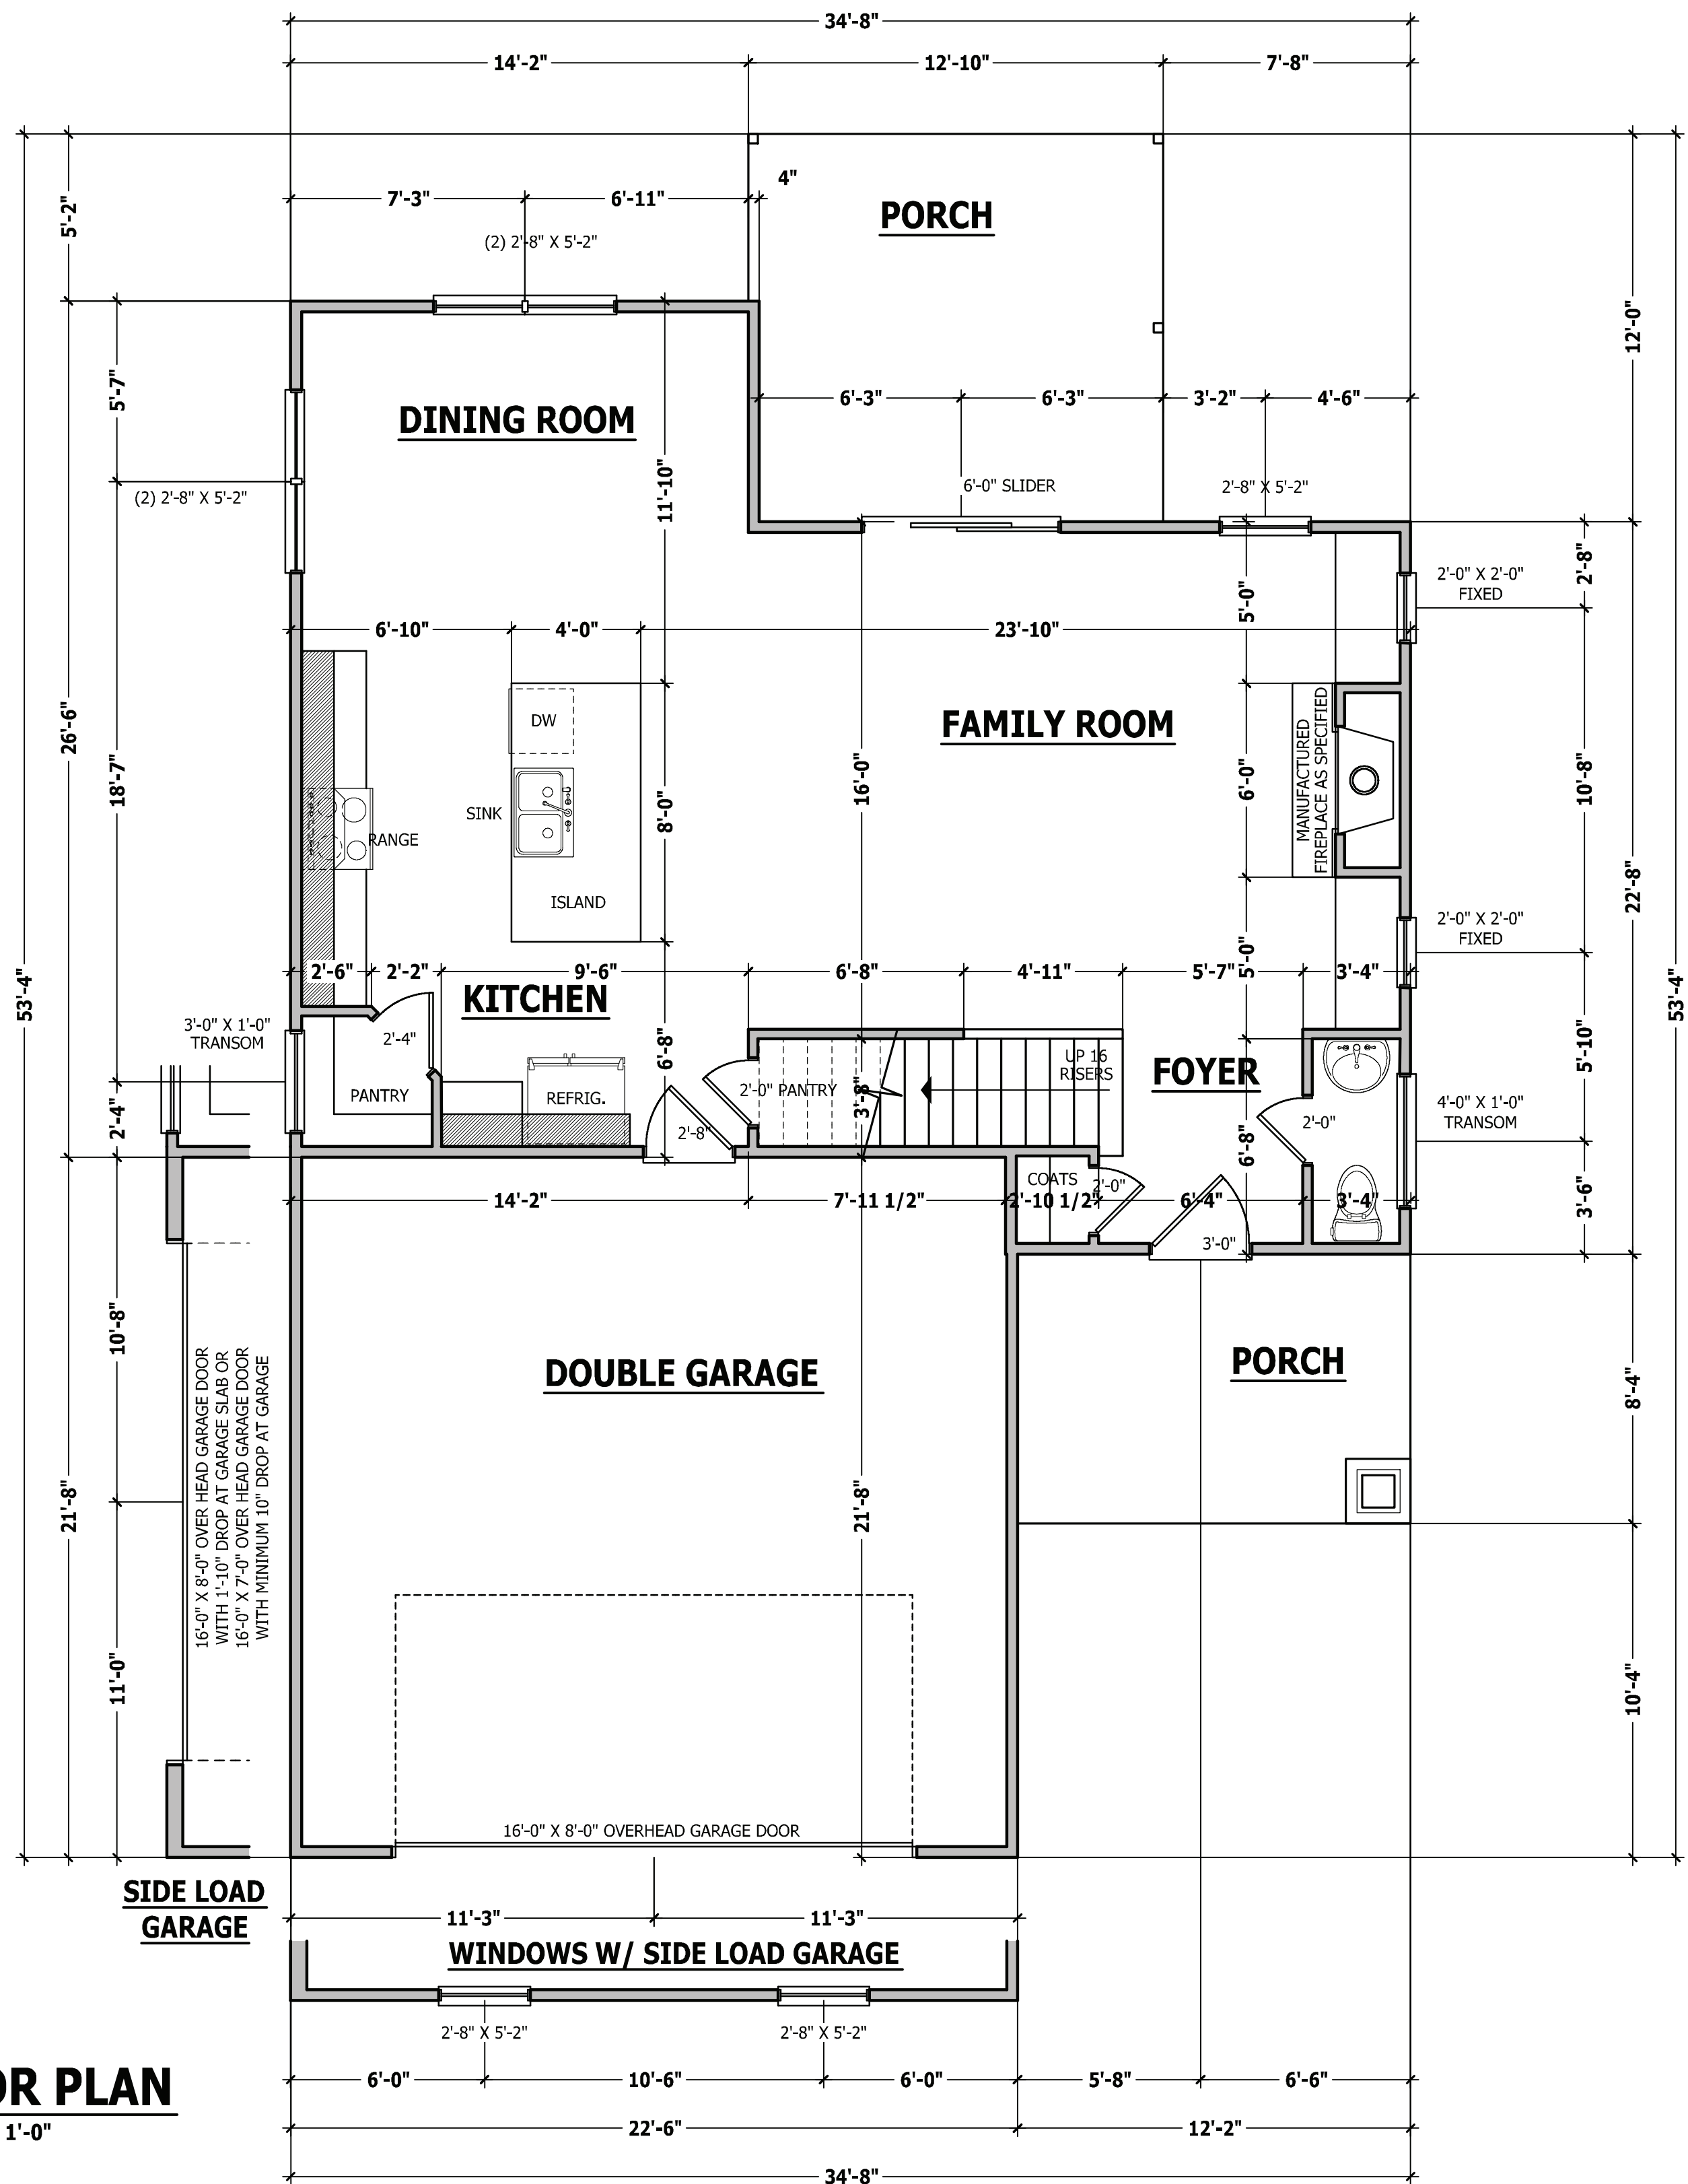 34'-8"
14'-2" 12'-10" 7'-8"
4"
7'-3" 6'-11"
PORCH
(2) 2'-8" X 5'-2"
5'-2"
12'-0"
5'-7"
DINING ROOM
6'-3" 6'-3" 3'-2" 4'-6"
11'-10"
(2) 2'-8" X 5'-2"
6'-0" SLIDER
2'-8" X 5'-2"
2'-8"
2'-0" X 2'-0"
FIXED
5'-0"
6'-10" 4'-0" 23'-10"
26'-6"
DW
FAMILY ROOM
18'-7"
16'-0"
6'-0"
MANUFACTURED
FIREPLACE AS SPECIFIED
10'-8"
SINK
8'-0"
RANGE
22'-8"
ISLAND
2'-0" X 2'-0"
FIXED
5'-0"
2'-6" 2'-2" 9'-6" 6'-8" 4'-11" 5'-7" 3'-4"
53'-4"
53'-4"
KITCHEN
3'-0" X 1'-0"
TRANSOM
2'-4"
6'-8"
UP 16
RISERS
FOYER
5'-10"
PANTRY
REFRIG.
2'-0" PANTRY
3'-8"
4'-0" X 1'-0"
TRANSOM
2'-4"
2'-8"
2'-0"
6'-8"
COATS
2'-0"
14'-2" 7'-11 1/2" 2'-10 1/2" 6'-4" 3'-4"
3'-6"
3'-0"
10'-8"
DOUBLE GARAGE
PORCH
8'-4"
16'-0" X 8'-0" OVER HEAD GARAGE DOOR
WITH 1'-10" DROP AT GARAGE SLAB OR
16'-0" X 7'-0" OVER HEAD GARAGE DOOR
WITH MINIMUM 10" DROP AT GARAGE
21'-8"
21'-8"
11'-0"
10'-4"
16'-0" X 8'-0" OVERHEAD GARAGE DOOR
SIDE LOAD
GARAGE
11'-3" 11'-3"
WINDOWS W/ SIDE LOAD GARAGE
2'-8" X 5'-2" 2'-8" X 5'-2"
6'-0" 10'-6" 6'-0" 5'-8" 6'-6"
OR PLAN
1'-0"
22'-6" 12'-2"
34'-8"